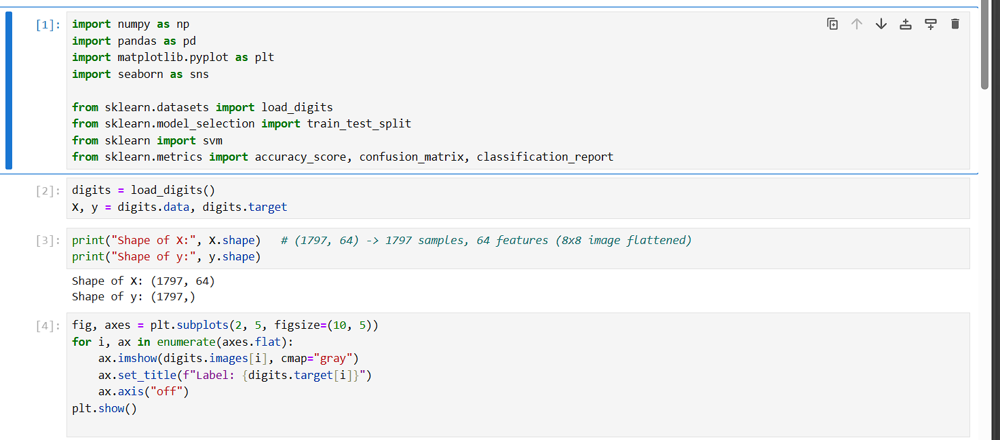 [1]: import numpy as np
import pandas as pd
import matplotlib.pyplot as plt
import seaborn as sns
from sklearn.datasets import load_digits
from sklearn.model_selection import train_test_split
from sklearn import svm
from sklearn.metrics import accuracy_score, confusion_matrix, classification_report
[2]: digits = load_digits()
X, y = digits.data, digits.target
[3]: print("Shape of X:", X.shape)   # (1797, 64) -> 1797 samples, 64 features (8x8 image flattened)
print("Shape of y:", y.shape)
Shape of X: (1797, 64)
Shape of y: (1797,)
[4]: fig, axes = plt.subplots(2, 5, figsize=(10, 5))
for i, ax in enumerate(axes.flat):
    ax.imshow(digits.images[i], cmap="gray")
    ax.set_title(f"Label: {digits.target[i]}")
    ax.axis("off")
plt.show()